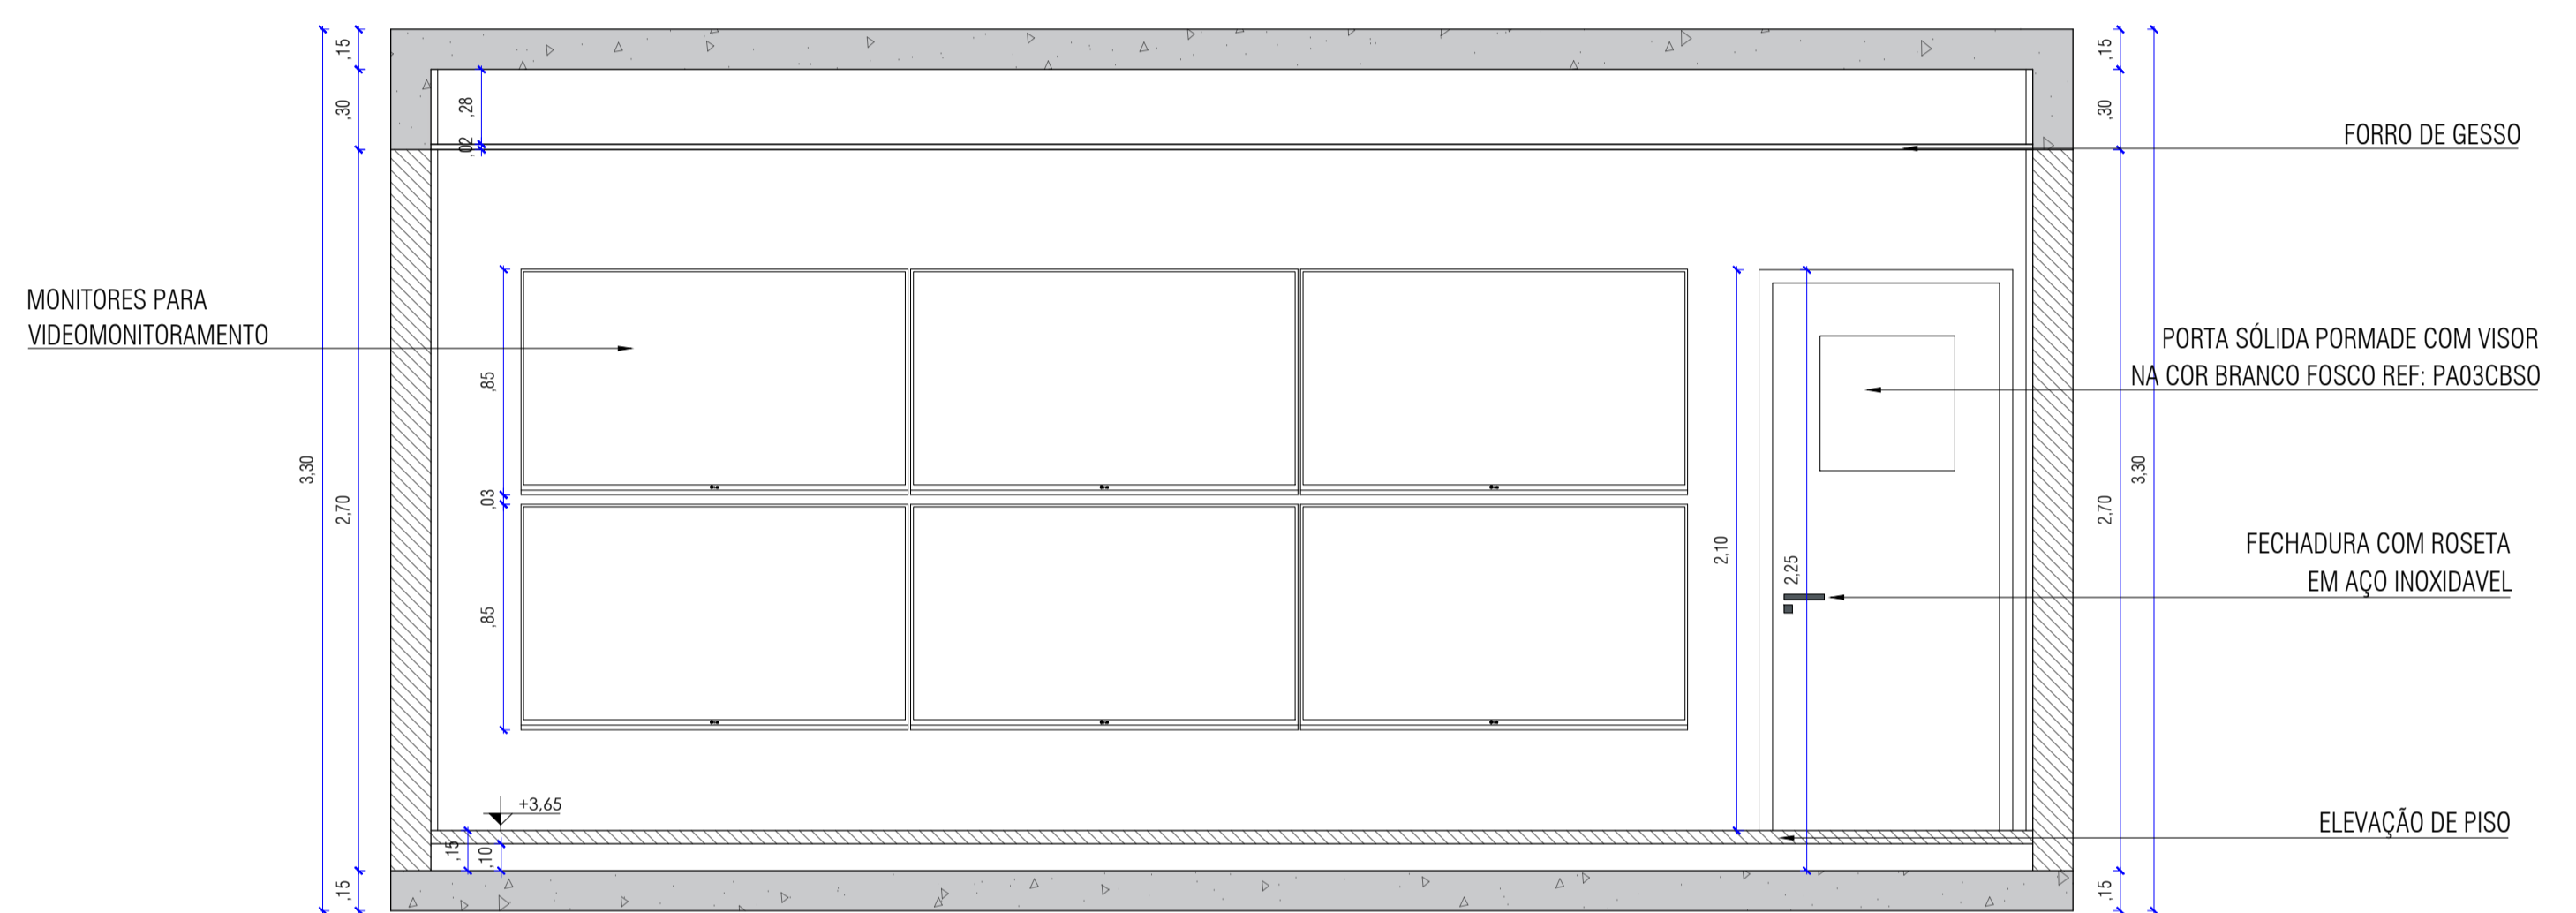 ,15
,30
,28
,02
3,30
2,70
,15
MONITORES PARA
VIDEOMONITORAMENTO
,85
,03
,85
+3,65
,15
,10
2,10
2,25
,15
,30
2,70
3,30
,15
FORRO DE GESSO
PORTA SÓLIDA PORMADE COM VISOR
NA COR BRANCO FOSCO REF: PA03CBSO
FECHADURA COM ROSETA
EM AÇO INOXIDAVEL
ELEVAÇÃO DE PISO